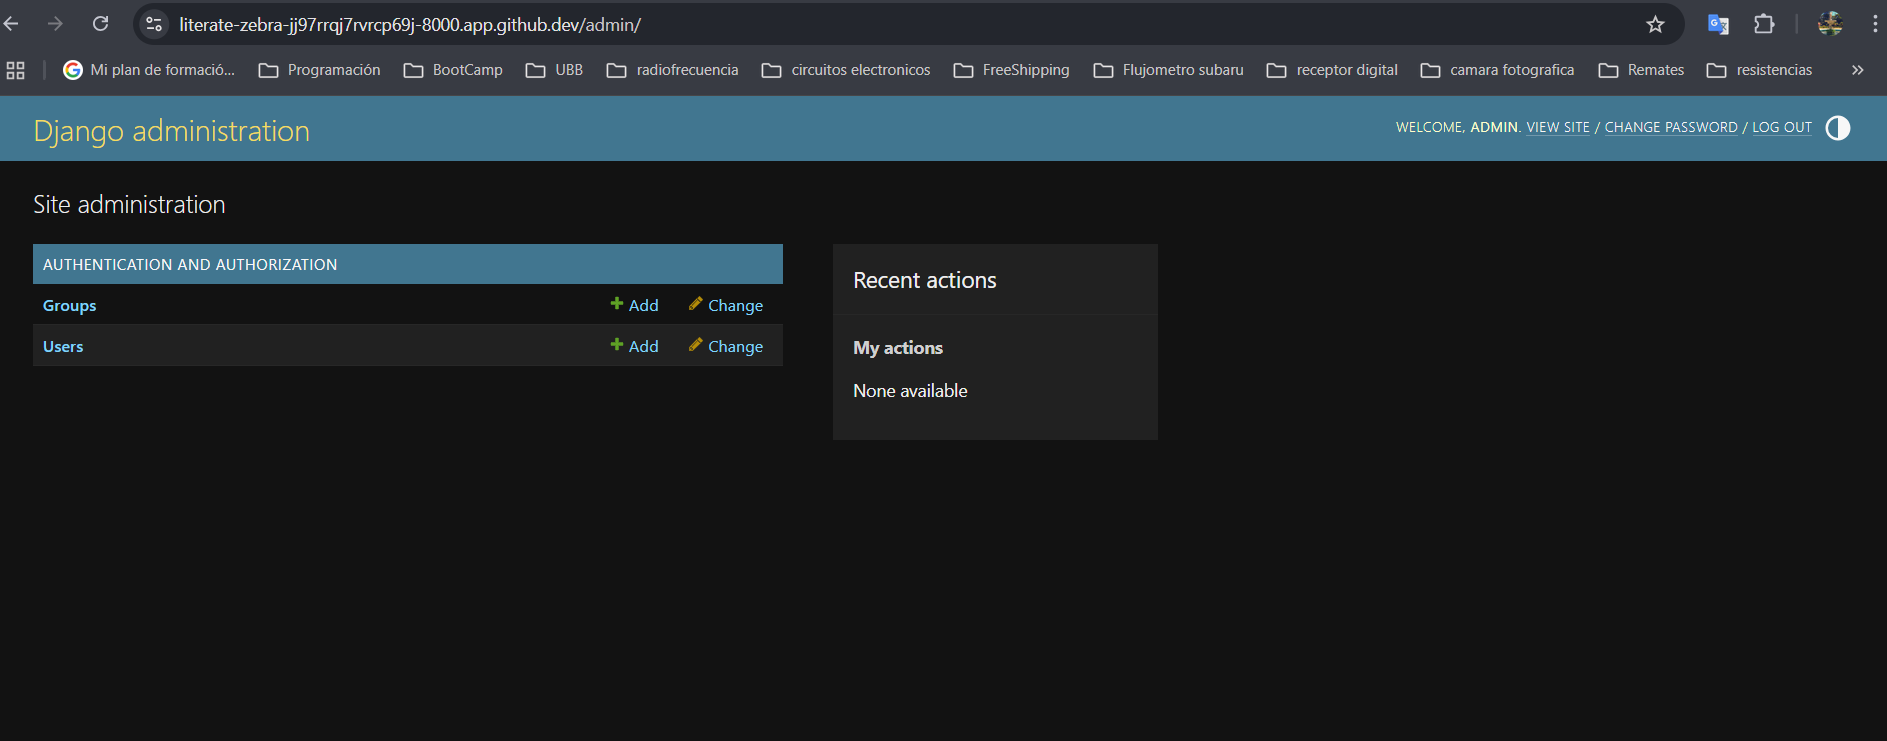 literate-zebra-jj97rrqj7rvrcp69j-8000.app.github.dev/admin/
Mi plan de formació... Programación BootCamp UBB radiofrecuencia circuitos electronicos FreeShipping Flujometro subaru receptor digital camara fotografica Remates resistencias »
Django administration
WELCOME, ADMIN. VIEW SITE / CHANGE PASSWORD / LOG OUT
Site administration
AUTHENTICATION AND AUTHORIZATION
Groups Add Change
Users Add Change
Recent actions
My actions
None available